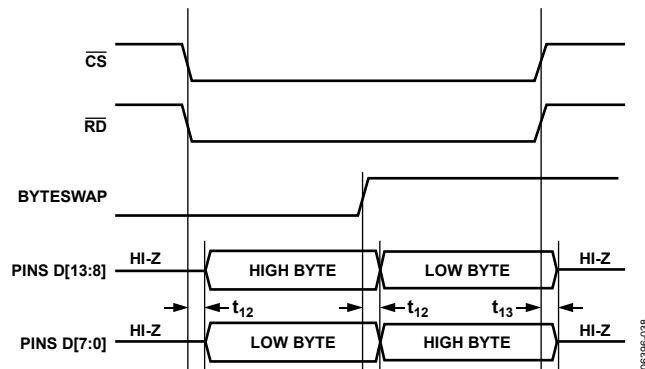 CS
RD
BYTESWAP
PINS D[13:8] HI-Z HIGH BYTE LOW BYTE HI-Z
t12 t12 t13
PINS D[7:0] HI-Z LOW BYTE HIGH BYTE HI-Z
06396-038